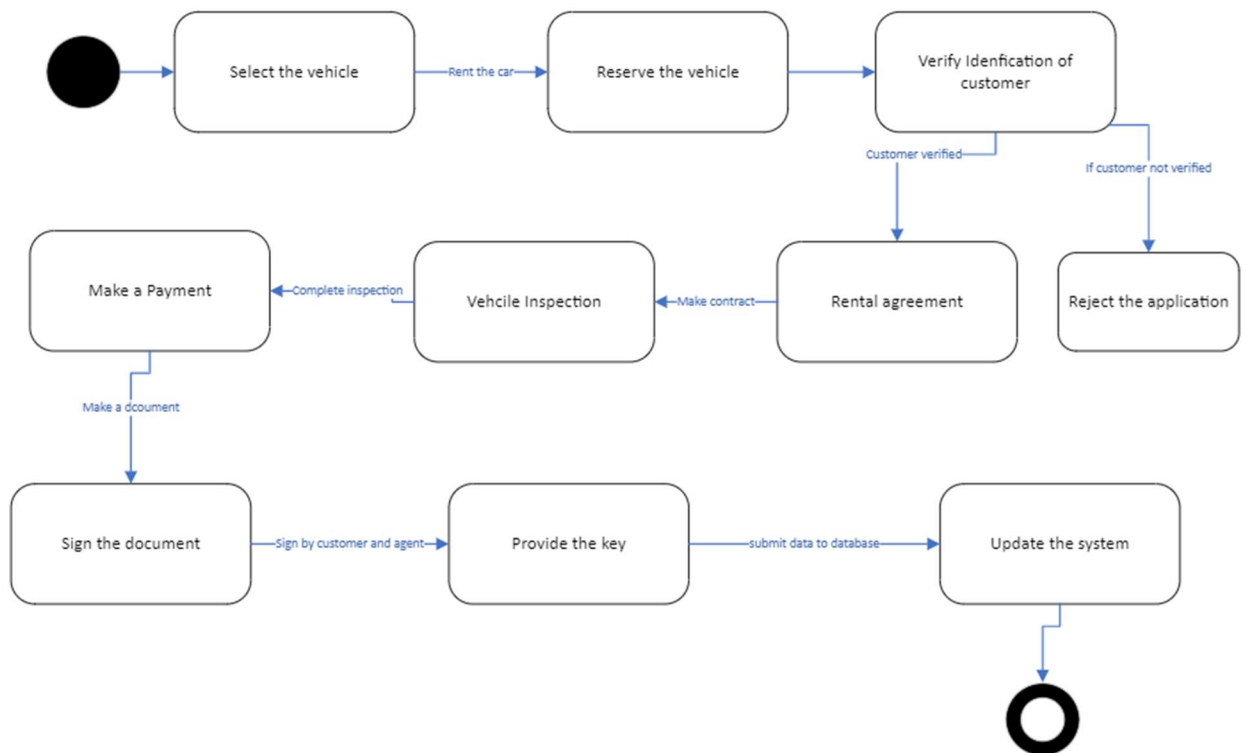 Select the vehicle
Rent the car
Reserve the vehicle
Verify Idenfication of
customer
Customer verified
If customer not verified
Make a Payment
Complete inspection
Vehcile Inspection
Make contract
Rental agreement
Reject the application
Make a dcoument
Sign the document
Sign by customer and agent
Provide the key
submit data to database
Update the system